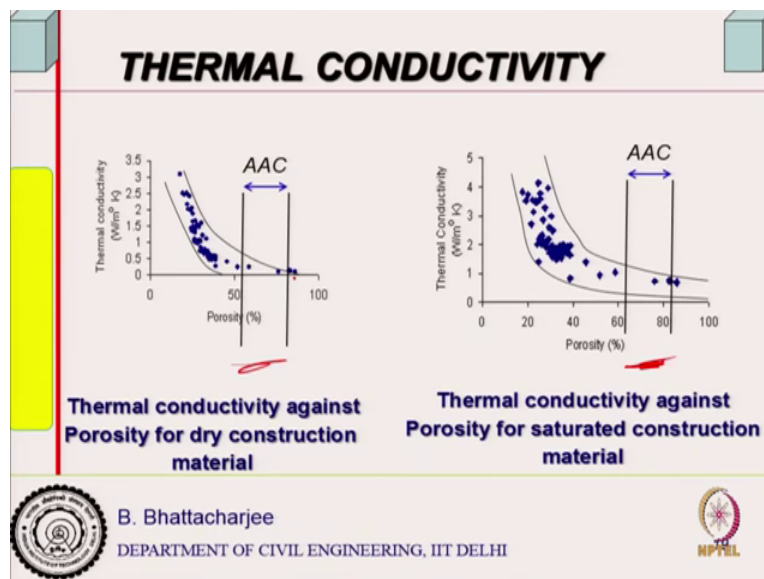 THERMAL CONDUCTIVITY
AAC
3.5
3
2.5
2
1.5
1
0.5
0
Thermal conductivity
(W/m° K)
0
50
100
Porosity (%)
AAC
5
4
3
2
1
0
Thermal Conductivity
(W/m° K)
0
20
40
60
80
100
Porosity (%)
Thermal conductivity against
Porosity for dry construction
material
Thermal conductivity against
Porosity for saturated construction
material
B. Bhattacharjee
DEPARTMENT OF CIVIL ENGINEERING, IIT DELHI
NPTEL